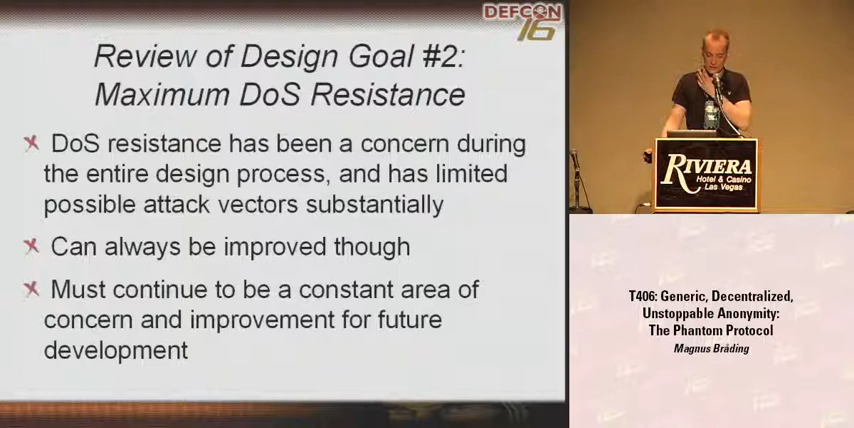 DEFCON
16
Review of Design Goal #2:
Maximum DoS Resistance
DoS resistance has been a concern during
the entire design process, and has limited
possible attack vectors substantially
Can always be improved though
Must continue to be a constant area of
concern and improvement for future
development
RIVIERA
Hotel & Casino
Las Vegas
T406: Generic, Decentralized,
Unstoppable Anonymity:
The Phantom Protocol
Magnus Bråding